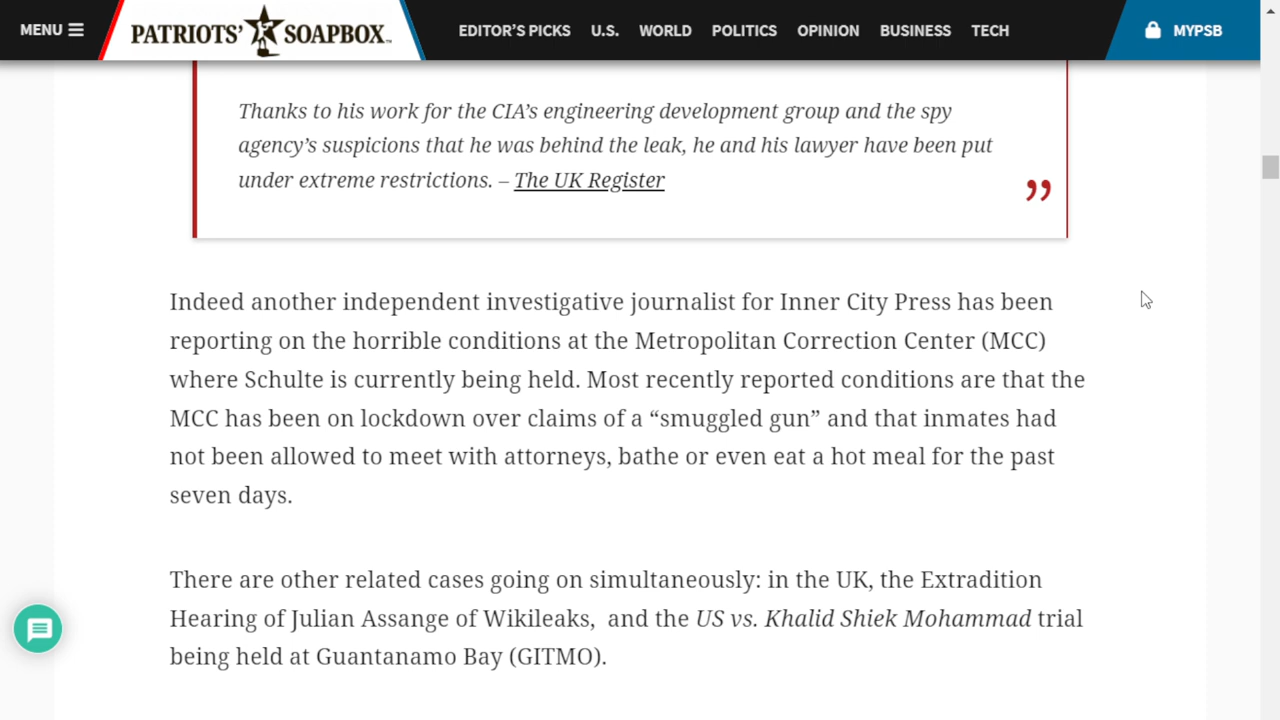 MENU
PATRIOTS' SOAPBOX
EDITOR'S PICKS U.S. WORLD POLITICS OPINION BUSINESS TECH
MYPSB
Thanks to his work for the CIA's engineering development group and the spy
agency's suspicions that he was behind the leak, he and his lawyer have been put
under extreme restrictions. – The UK Register
”
Indeed another independent investigative journalist for Inner City Press has been
reporting on the horrible conditions at the Metropolitan Correction Center (MCC)
where Schulte is currently being held. Most recently reported conditions are that the
MCC has been on lockdown over claims of a “smuggled gun” and that inmates had
not been allowed to meet with attorneys, bathe or even eat a hot meal for the past
seven days.
There are other related cases going on simultaneously: in the UK, the Extradition
Hearing of Julian Assange of Wikileaks, and the US vs. Khalid Shiek Mohammad trial
being held at Guantanamo Bay (GITMO).